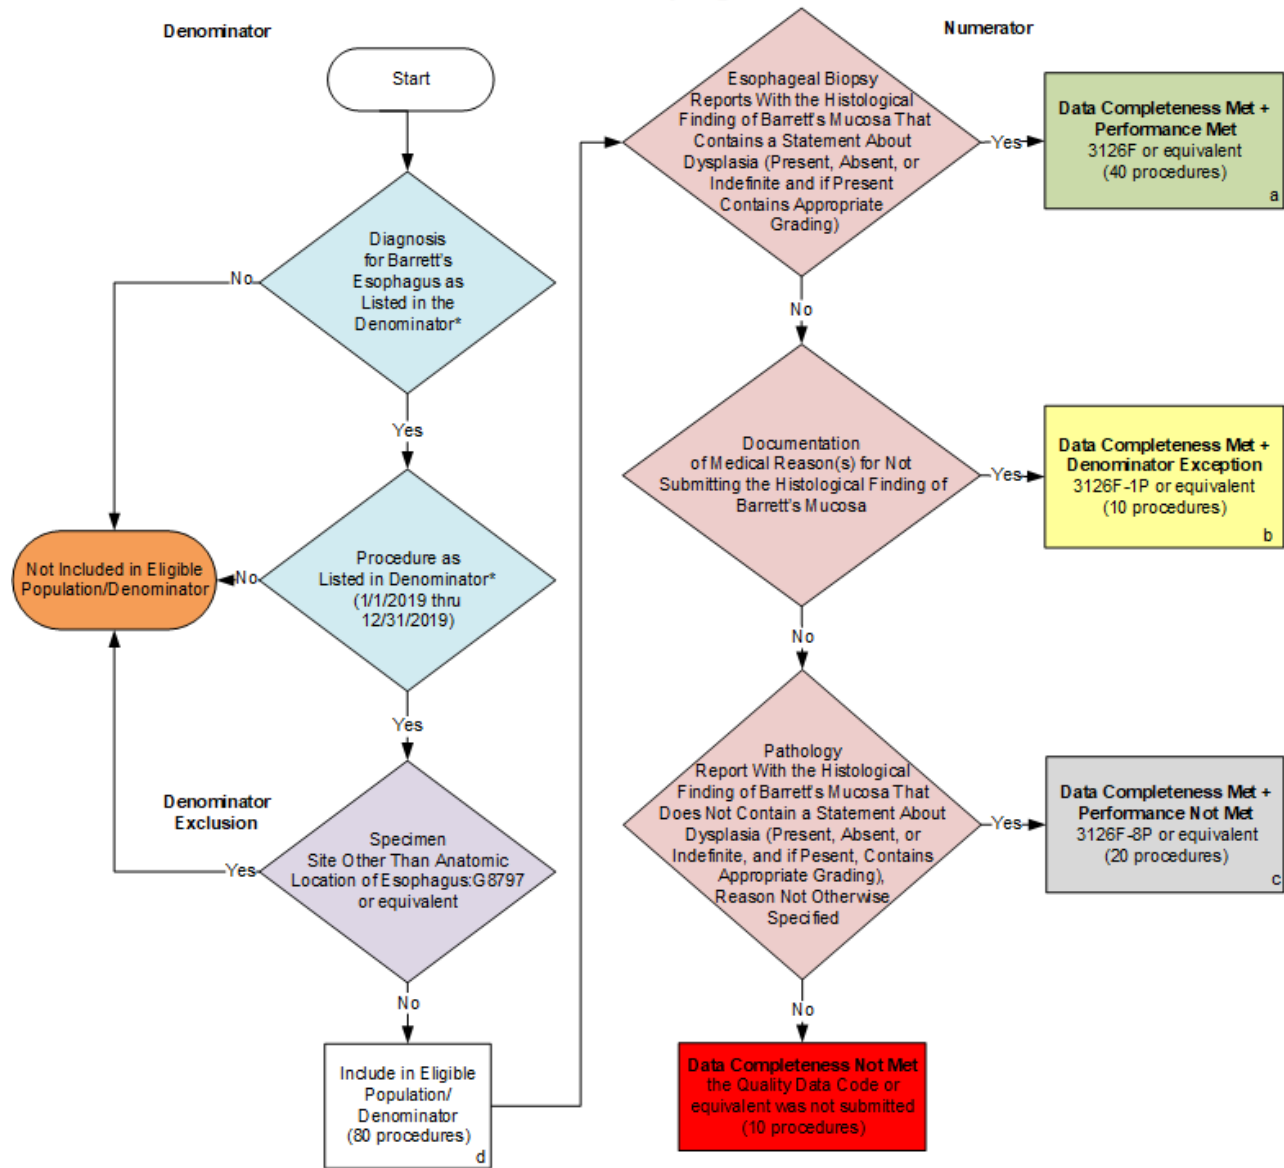 Denominator
Start
Diagnosis
for Barrett's
Esophagus as
Listed in the
Denominator*
No
Yes
Procedure as
Listed in Denominator*
(1/1/2019 thru
12/31/2019)
No
Not Included in Eligible
Population/Denominator
Yes
Denominator
Exclusion
Specimen
Site Other Than Anatomic
Location of Esophagus:G8797
or equivalent
Yes
No
Include in Eligible
Population/
Denominator
(80 procedures)
d
Numerator
Esophageal Biopsy
Reports With the Histological
Finding of Barrett's Mucosa That
Contains a Statement About
Dysplasia (Present, Absent, or
Indefinite and if Present
Contains Appropriate
Grading)
Yes
Data Completeness Met +
Performance Met
3126F or equivalent
(40 procedures)
a
No
Documentation
of Medical Reason(s) for Not
Submitting the Histological Finding of
Barrett's Mucosa
Yes
Data Completeness Met +
Denominator Exception
3126F-1P or equivalent
(10 procedures)
b
No
Pathology
Report With the Histological
Finding of Barrett's Mucosa That
Does Not Contain a Statement About
Dysplasia (Present, Absent, or
Indefinite, and if Pesent, Contains
Appropriate Grading),
Reason Not Otherwise
Specified
Yes
Data Completeness Met +
Performance Not Met
3126F-8P or equivalent
(20 procedures)
c
No
Data Completeness Not Met
the Quality Data Code or
equivalent was not submitted
(10 procedures)